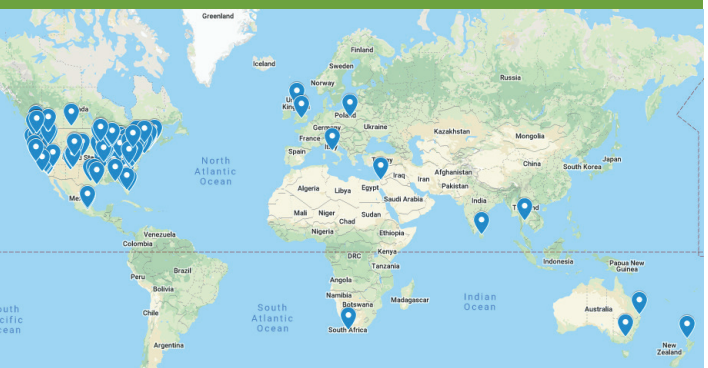 Greenland
Iceland
Finland
Sweden
Norway
Russia
Poland
Germany
Ukraine
France
Spain
Kazakhstan
Mongolia
North
Atlantic
Ocean
Iraq
Iran
Afghanistan
Pakistan
China
South Korea
Japan
Algeria
Libya
Egypt
Saudi Arabia
India
Mali
Niger
Chad
Sudan
Nigeria
Ethiopia
Venezuela
Colombia
DRC
Kenya
Tanzania
Indonesia
Papua New
Guinea
Peru
Brazil
Bolivia
Angola
Namibia
Botswana
Madagascar
Chile
South
Atlantic
Ocean
Indian
Ocean
Australia
South Africa
Argentina
New
Zealand